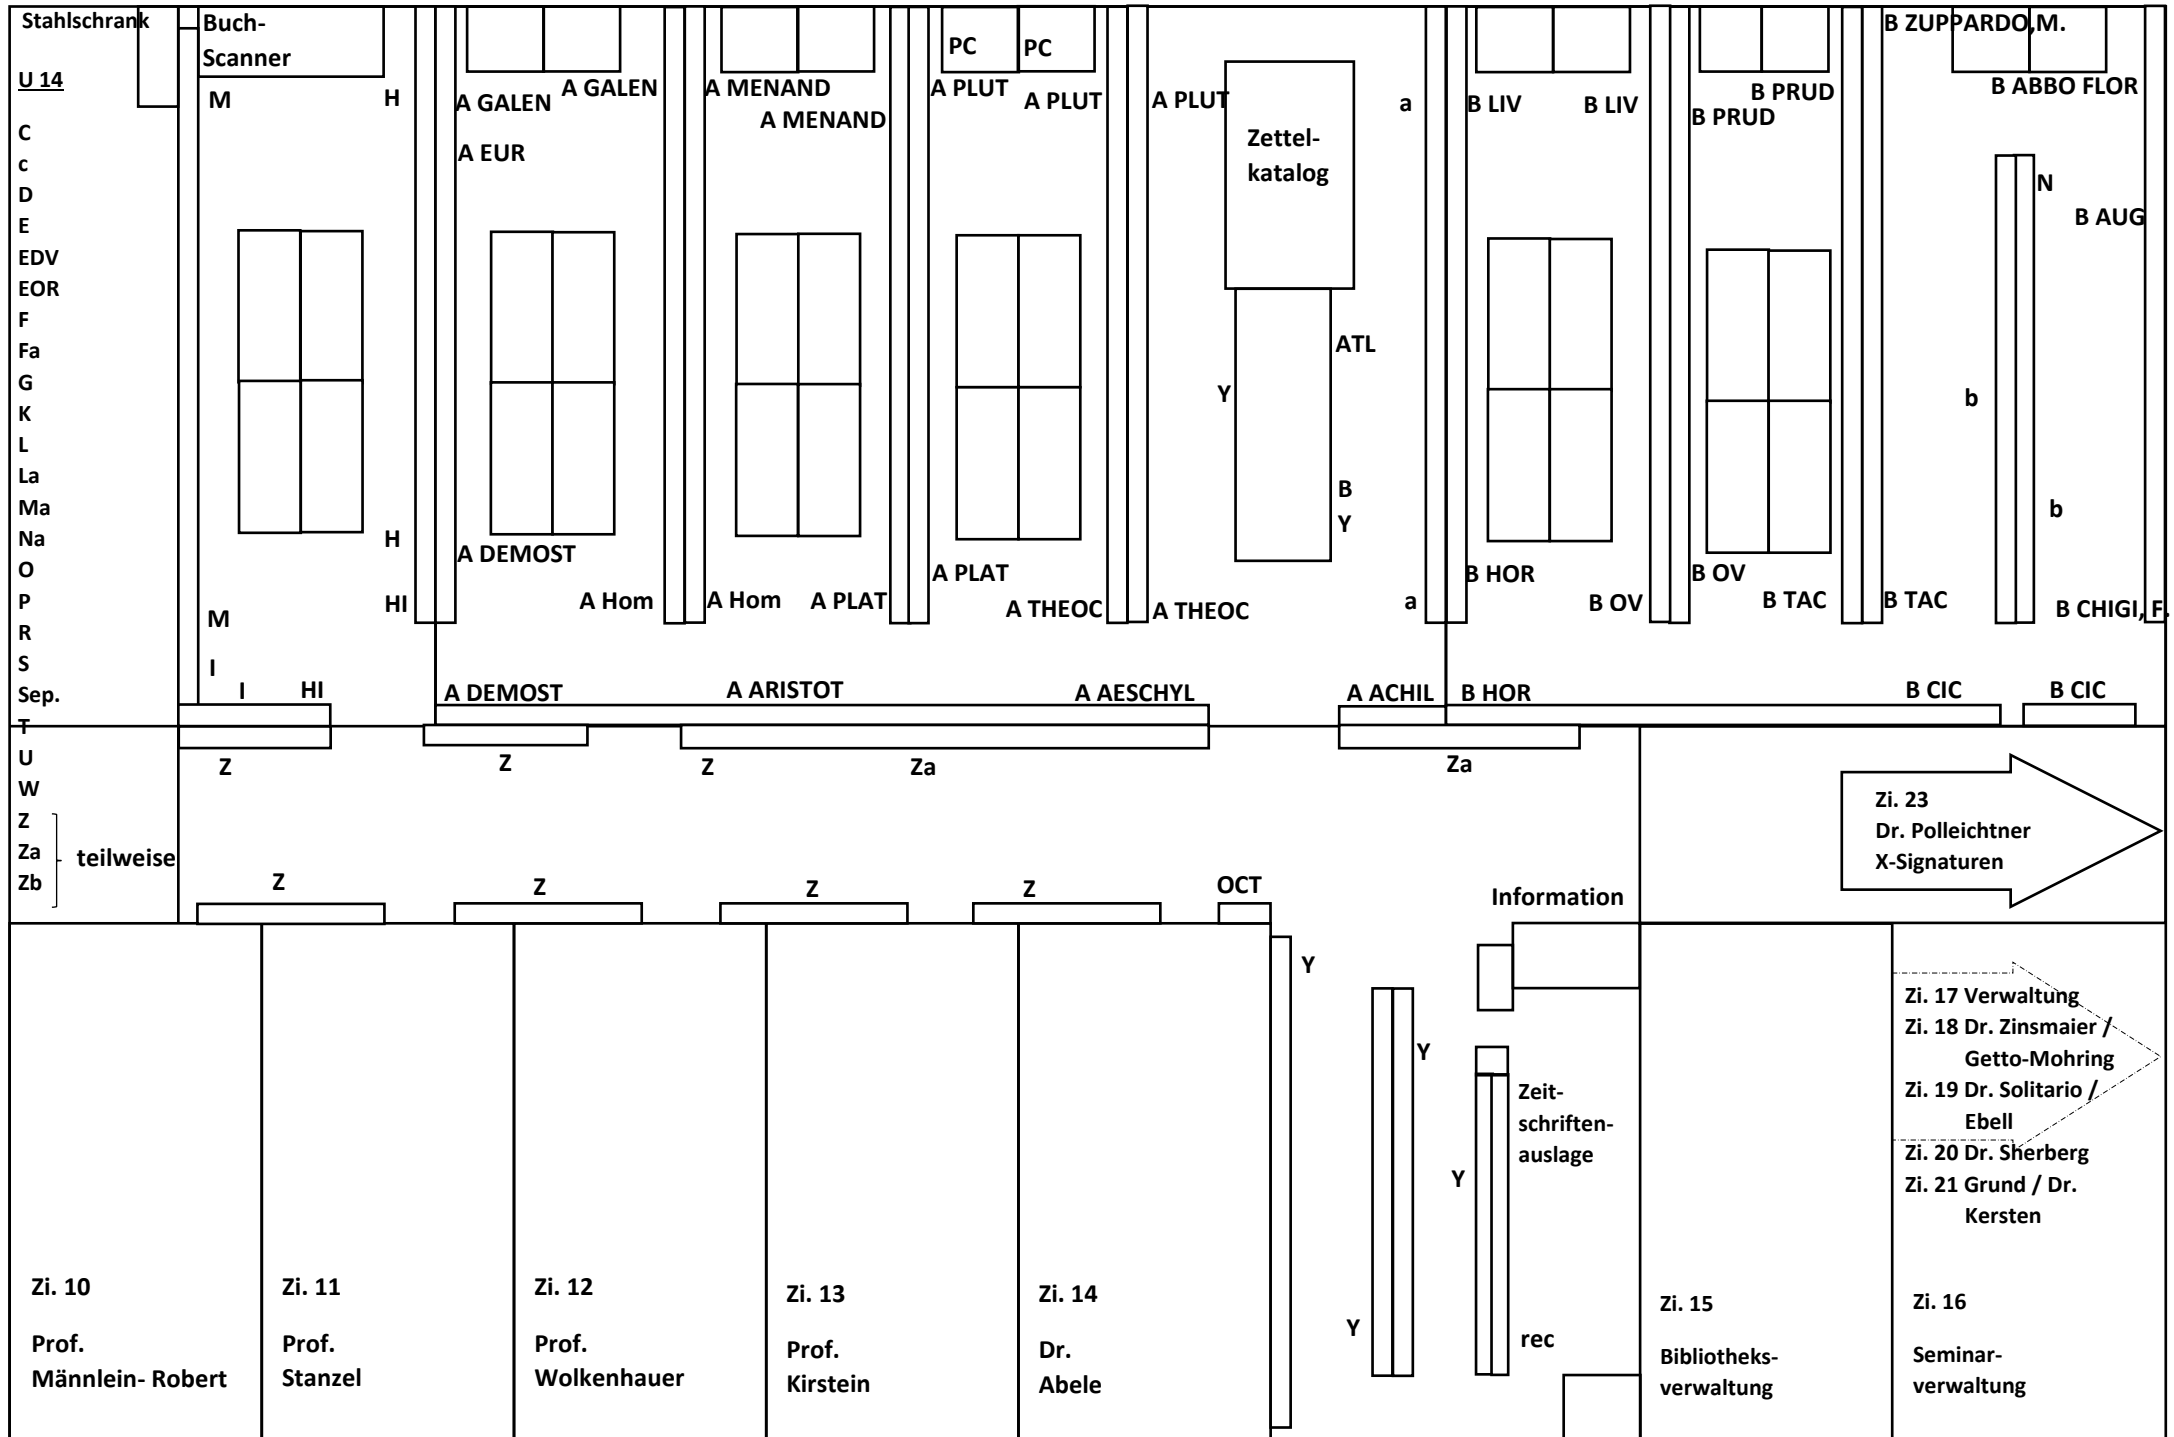 Stahlschrank
U 14
C
c
D
E
EDV
EOR
F
Fa
G
K
L
La
Ma
Na
O
P
R
S
Sep.
T
U
W
Z
Za
Zb
teilweise
Buch-
Scanner
M
H
H
HI
M
I
I
HI
A GALEN
A EUR
A GALEN
A DEMOST
A Hom
A MENAND
A MENAND
A Hom
A PLAT
PC
PC
A PLUT
A PLUT
A PLAT
A THEOC
A PLUT
A THEOC
Zettel-
katalog
Y
ATL
B
Y
a
a
B LIV
B LIV
B HOR
B OV
B PRUD
B PRUD
B OV
B TAC
B ZUPPARDO,M.
B TAC
B ABBO FLOR
N
B AUG
b
b
B CHIGI, F.
A DEMOST
A ARISTOT
A AESCHYL
A ACHIL
B HOR
B CIC
B CIC
Z
Z
Z
Za
Za
Z
Z
Z
Z
OCT
Information
Zi. 23
Dr. Polleichtner
X-Signaturen
Y
Y
Y
Y
Zeit-
schriften-
auslage
rec
Zi. 17 Verwaltung
Zi. 18 Dr. Zinsmaier /
Getto-Mohring
Zi. 19 Dr. Solitario /
Ebell
Zi. 20 Dr. Sherberg
Zi. 21 Grund / Dr.
Kersten
Zi. 10
Prof.
Männlein- Robert
Zi. 11
Prof.
Stanzel
Zi. 12
Prof.
Wolkenhauer
Zi. 13
Prof.
Kirstein
Zi. 14
Dr.
Abele
Zi. 15
Bibliotheks-
verwaltung
Zi. 16
Seminar-
verwaltung